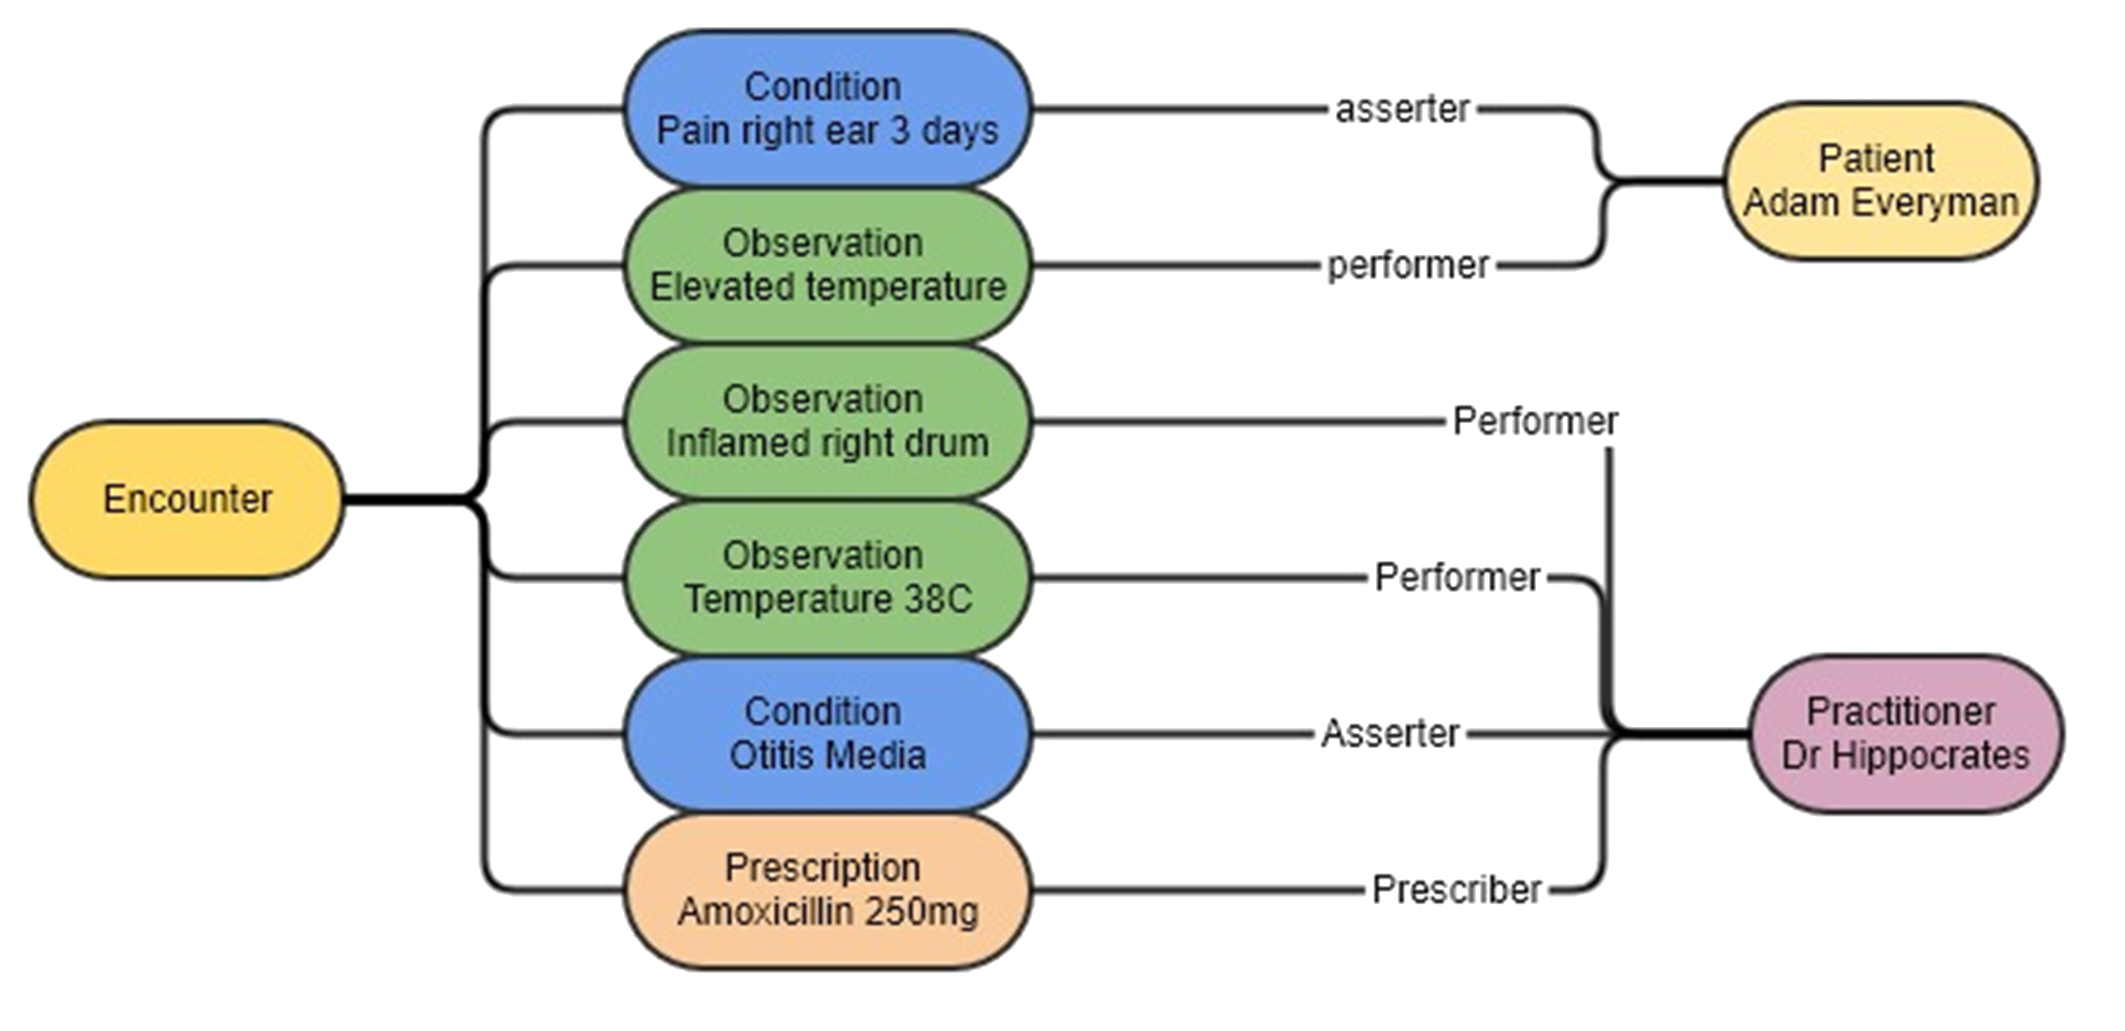 Condition
Pain right ear 3 days
asserter
Patient
Adam Everyman
Observation
Elevated temperature
performer
Observation
Inflamed right drum
Performer
Encounter
Observation
Temperature 38C
Performer
Condition
Otitis Media
Asserter
Practitioner
Dr Hippocrates
Prescription
Amoxicillin 250mg
Prescriber